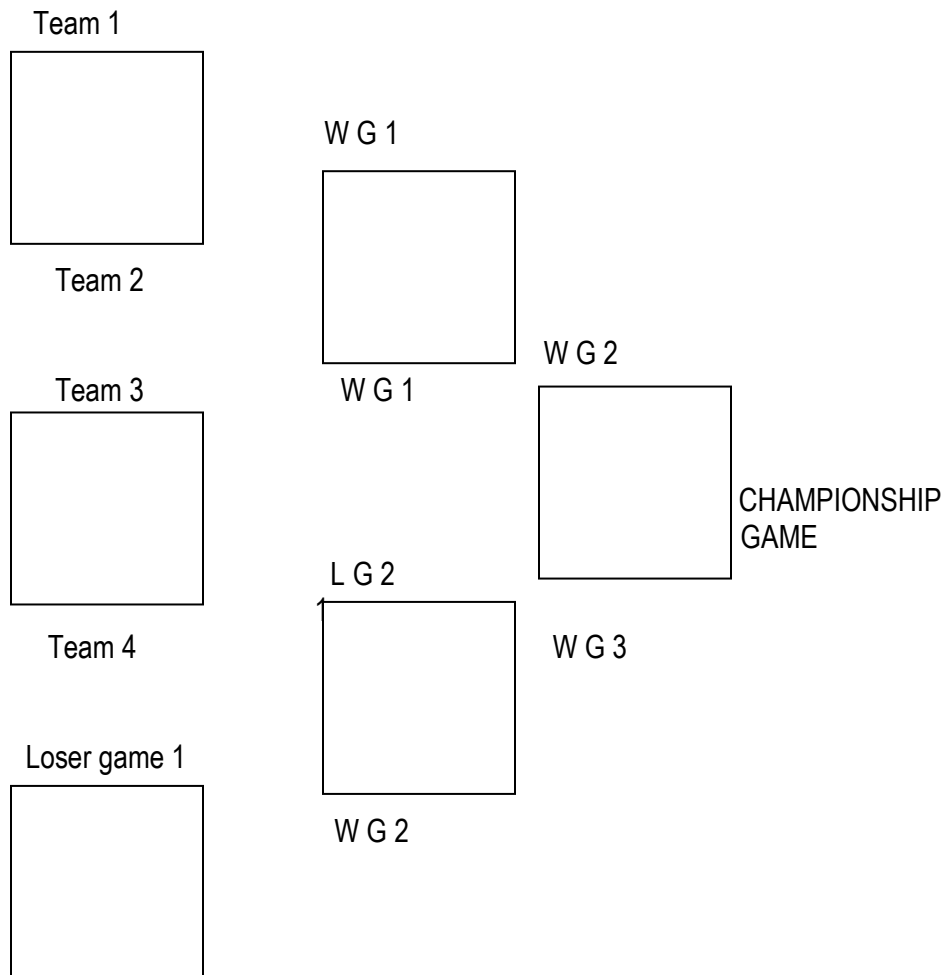 Team 1
W G 1
Team 2
W G 2
Team 3
W G 1
CHAMPIONSHIP
GAME
L G 2
1
Team 4
W G 3
Loser game 1
W G 2